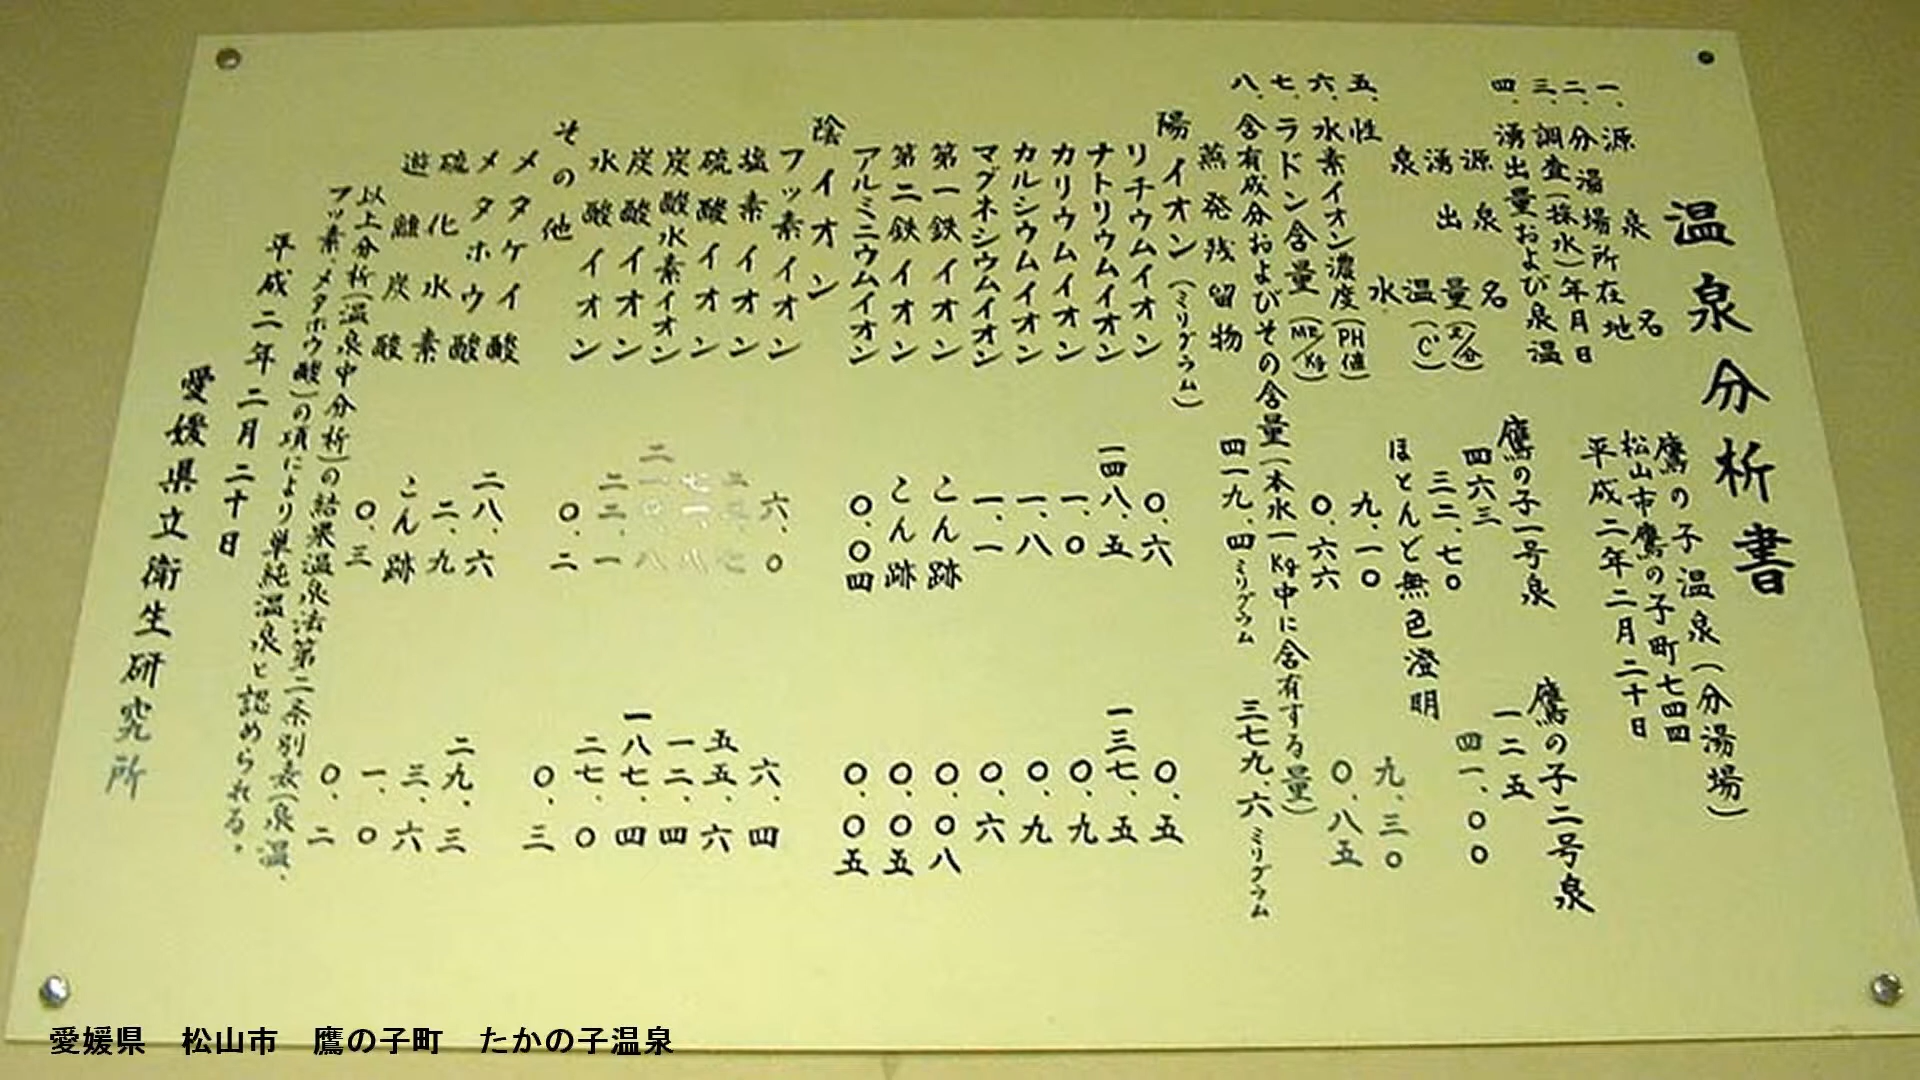 温泉分析書
一、源泉名 鷹の子温泉(分湯場)
二、分湯場所在地 松山市鷹の子町七四四
三、調査(採水)年月日 平成二年二月二十日
四、湧出量および泉温
源泉名 鷹の子一号泉 鷹の子二号泉
湧出量(ℓ/分) 四六三 一二五
泉温(C°) 三二、七〇 四一、〇〇
五、性水 ほとんど無色澄明
六、水素イオン濃度(PH値) 九、一〇 九、三〇
七、ラドン含量(ME/Kg) 〇、六六 〇、八五
八、含有成分およびその含量(本水一Kg中に含有する量)
蒸発残留物 四一九、四ミリグラム 三七九、六ミリグラム
陽イオン(ミリグラム)
リチウムイオン 〇、六 〇、五
ナトリウムイオン 一四八、五 一三七、五
カリウムイオン 一、〇 〇、九
カルシウムイオン 一、八 〇、九
マグネシウムイオン 一、一 〇、六
第一鉄イオン こん跡 〇、〇八
第二鉄イオン こん跡 〇、〇五
アルミニウムイオン 〇、〇四 〇、〇五
陰イオン
フッ素イオン 六、〇 六、四
塩素イオン 五五、六
硫酸イオン 一二、四
炭酸水素イオン 一八七、四
炭酸イオン 二二、一 二七、〇
水酸イオン 〇、二 〇、三
その他
メタケイ酸 二八、六 二九、三
メタホウ酸 二、九 三、六
硫化水素 こん跡 一、〇
遊離炭酸 〇、三 〇、二
以上分析(温泉中分析)の結果温泉法第二条別表(泉温、
フッ素、メタホウ酸)の項により単純温泉と認められる。
平成二年二月二十日
愛媛県立衛生研究所
愛媛県 松山市 鷹の子町 たかの子温泉